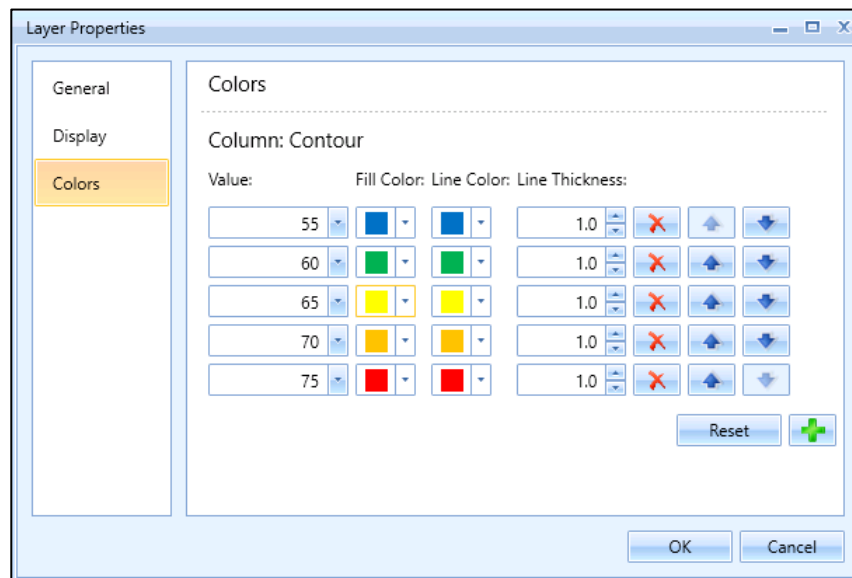 Layer Properties
General
Display
Colors
Colors
Column: Contour
Value: Fill Color: Line Color: Line Thickness:
55 1.0
60 1.0
65 1.0
70 1.0
75 1.0
Reset
OK Cancel